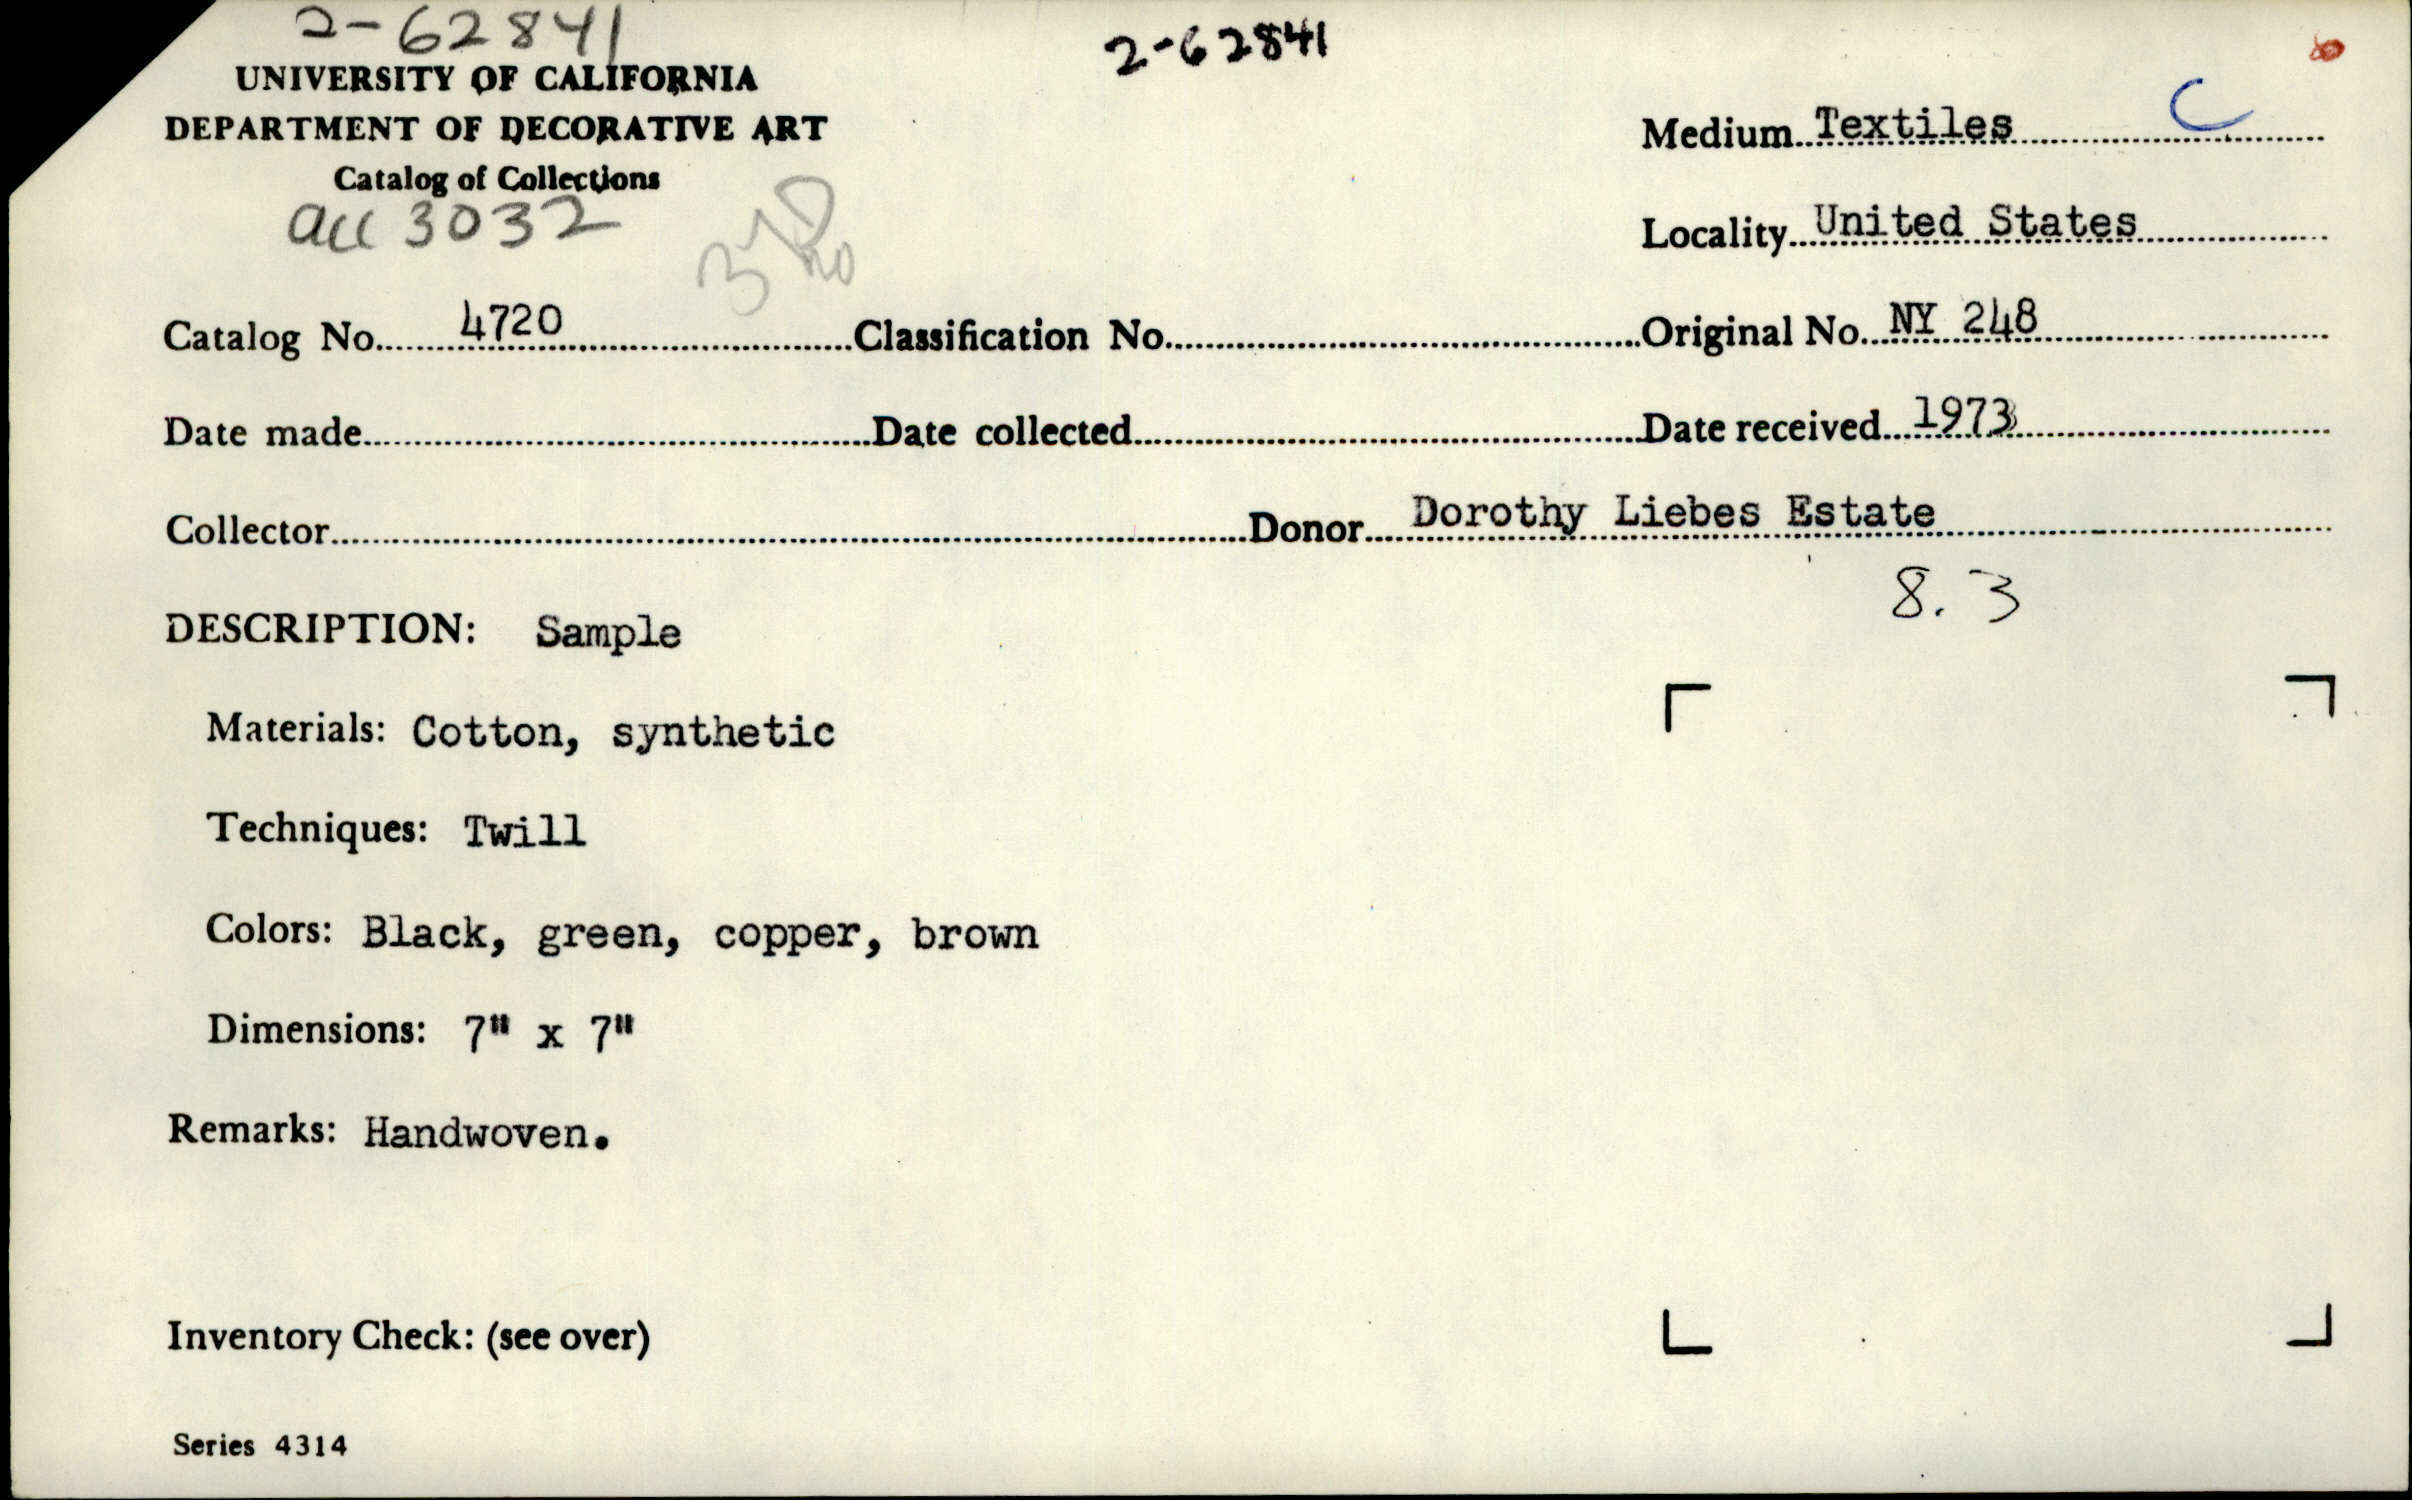 2-62841
2-62841
UNIVERSITY OF CALIFORNIA
DEPARTMENT OF DECORATIVE ART
Catalog of Collections
acc 3032
Medium Textiles C
Locality United States
Catalog No. 4720 Classification No. Original No. NY 248
Date made Date collected Date received 1973
Collector Donor Dorothy Liebes Estate
8.3
DESCRIPTION: Sample
Materials: Cotton, synthetic
Techniques: Twill
Colors: Black, green, copper, brown
Dimensions: 7" x 7"
Remarks: Handwoven.
Inventory Check: (see over)
Series 4314